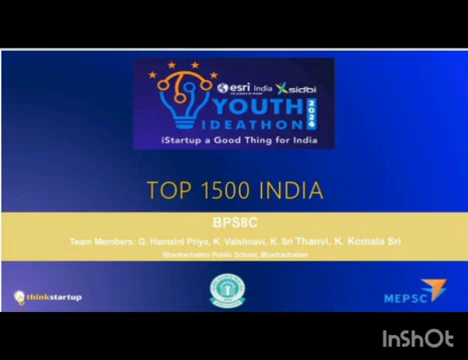 esri India
sidbi
YOUTH
IDEATHON
2024
iStartup a Good Thing for India
TOP 1500 INDIA
BPS8C
Team Members: G. Hamsini Priya, K. Vaishnavi, K. Sri Thanvi, K. Komala Sri
Bhadrachalam Public School, Bhadrachalam
thinkstartup
MEPSC
InShOt